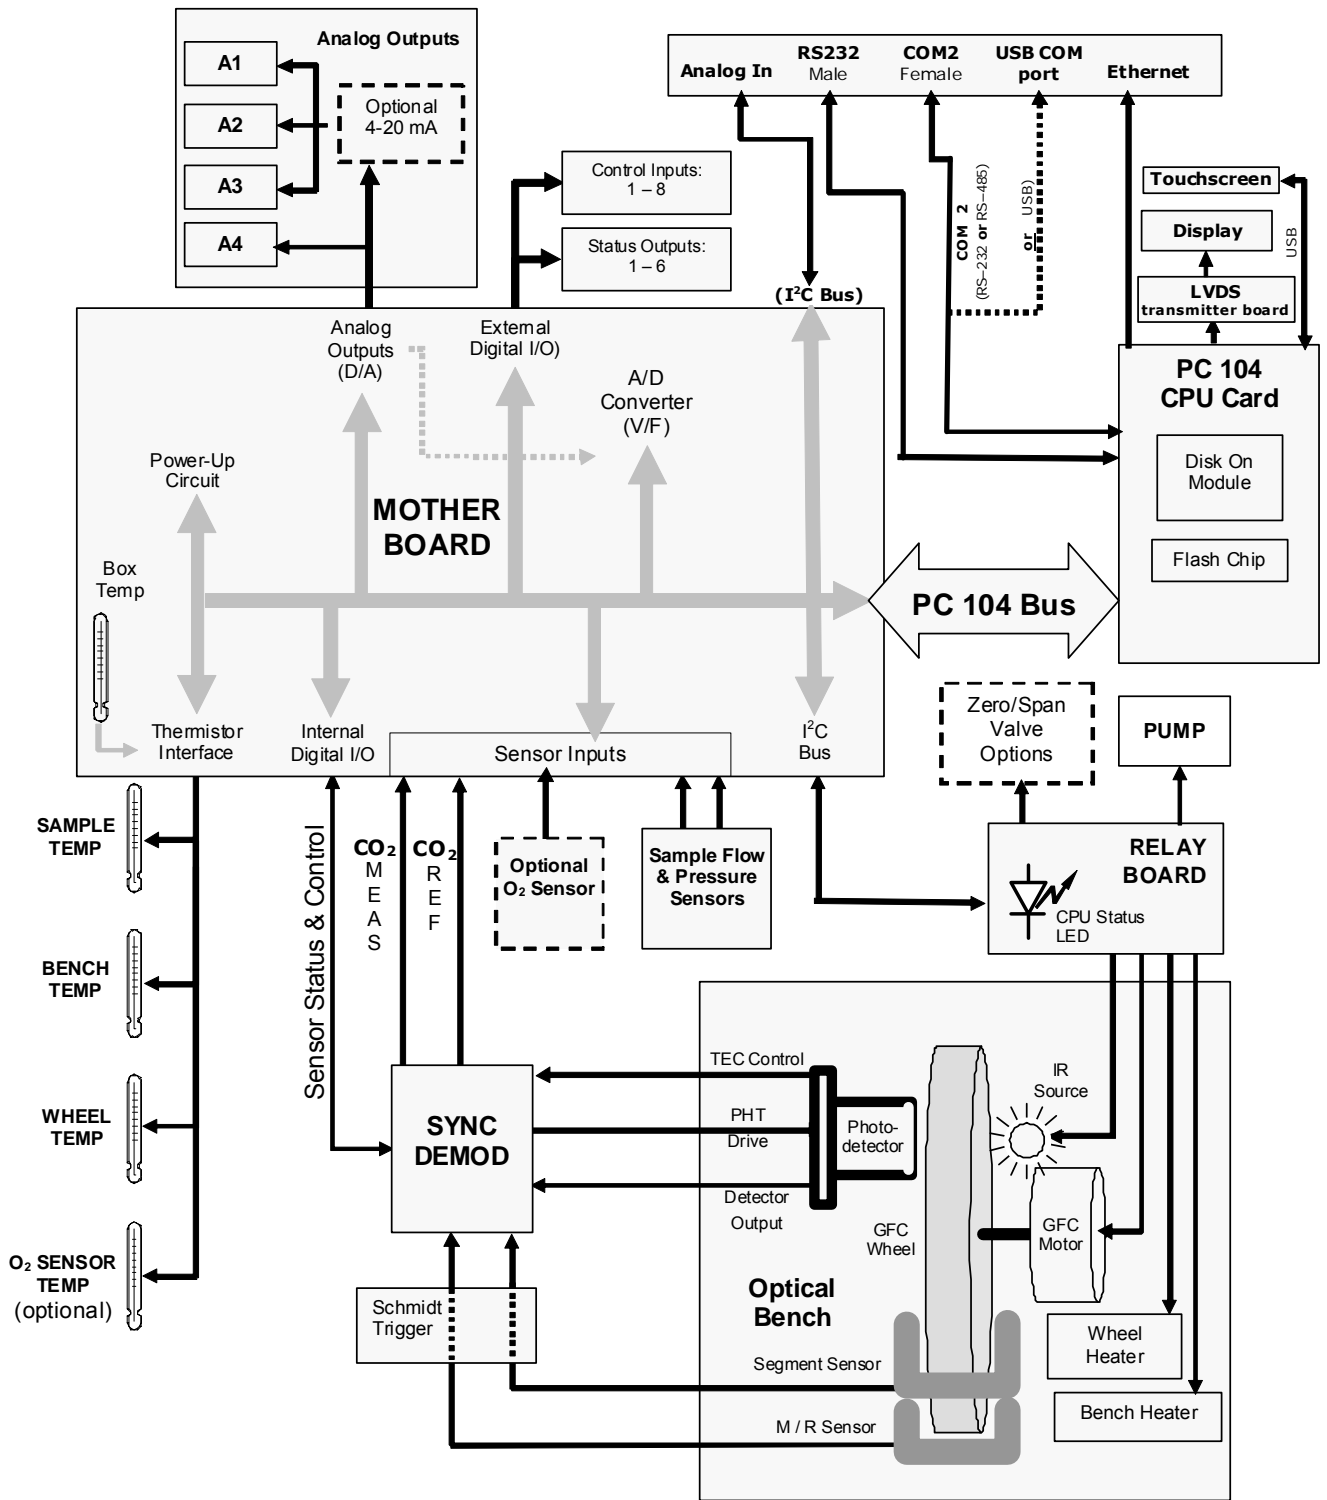 Analog Outputs
A1
A2
A3
A4
Optional
4-20 mA
Analog In
RS232
Male
COM2
Female
USB COM
port
Ethernet
Control Inputs:
1 – 8
Status Outputs:
1 – 6
(I²C Bus)
COM 2
(RS–232 or RS–485)
or USB)
Touchscreen
Display
USB
LVDS
transmitter board
PC 104
CPU Card
Disk On
Module
Flash Chip
Analog
Outputs
(D/A)
External
Digital I/O)
A/D
Converter
(V/F)
Power-Up
Circuit
MOTHER
BOARD
Box
Temp
PC 104 Bus
Thermistor
Interface
Internal
Digital I/O
Sensor Inputs
I²C
Bus
Zero/Span
Valve
Options
PUMP
SAMPLE
TEMP
BENCH
TEMP
WHEEL
TEMP
O₂ SENSOR
TEMP
(optional)
Sensor Status & Control
CO₂
M
E
A
S
CO₂
R
E
F
Optional
O₂ Sensor
Sample Flow
& Pressure
Sensors
RELAY
BOARD
CPU Status
LED
SYNC
DEMOD
TEC Control
PHT
Drive
Detector
Output
Photo-
detector
IR
Source
GFC
Wheel
GFC
Motor
Optical
Bench
Schmidt
Trigger
Segment Sensor
M / R Sensor
Wheel
Heater
Bench Heater